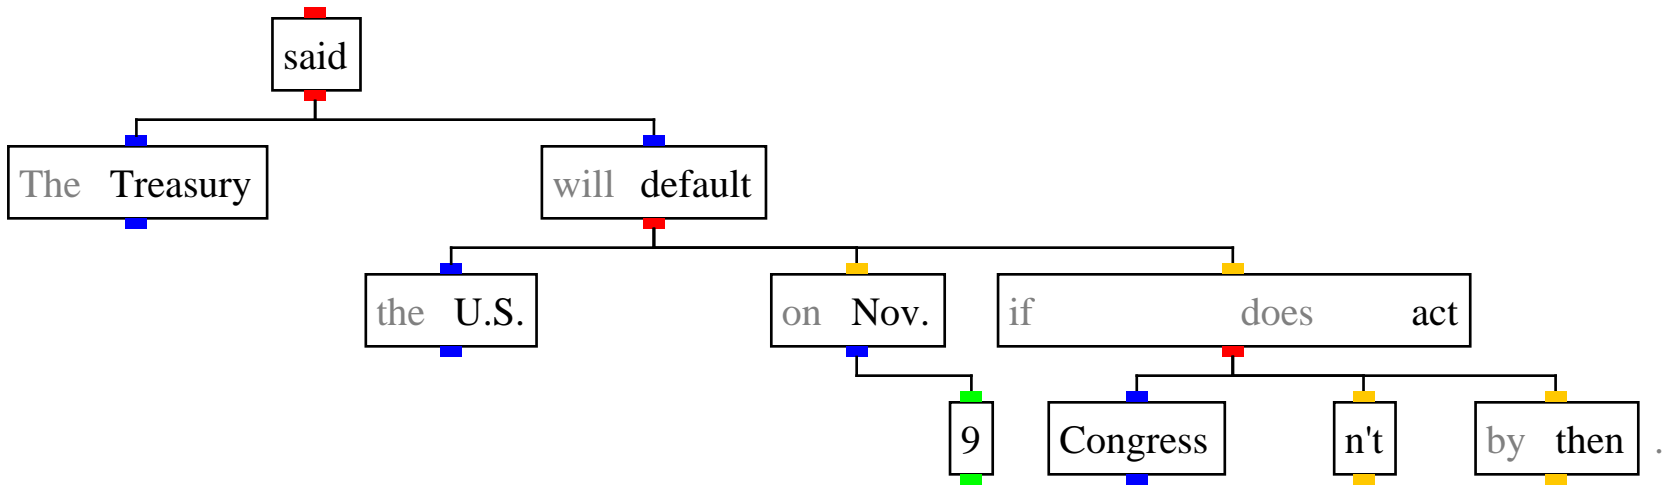 said
The Treasury will default
the U.S. on Nov. if does act
9 Congress n't by then .